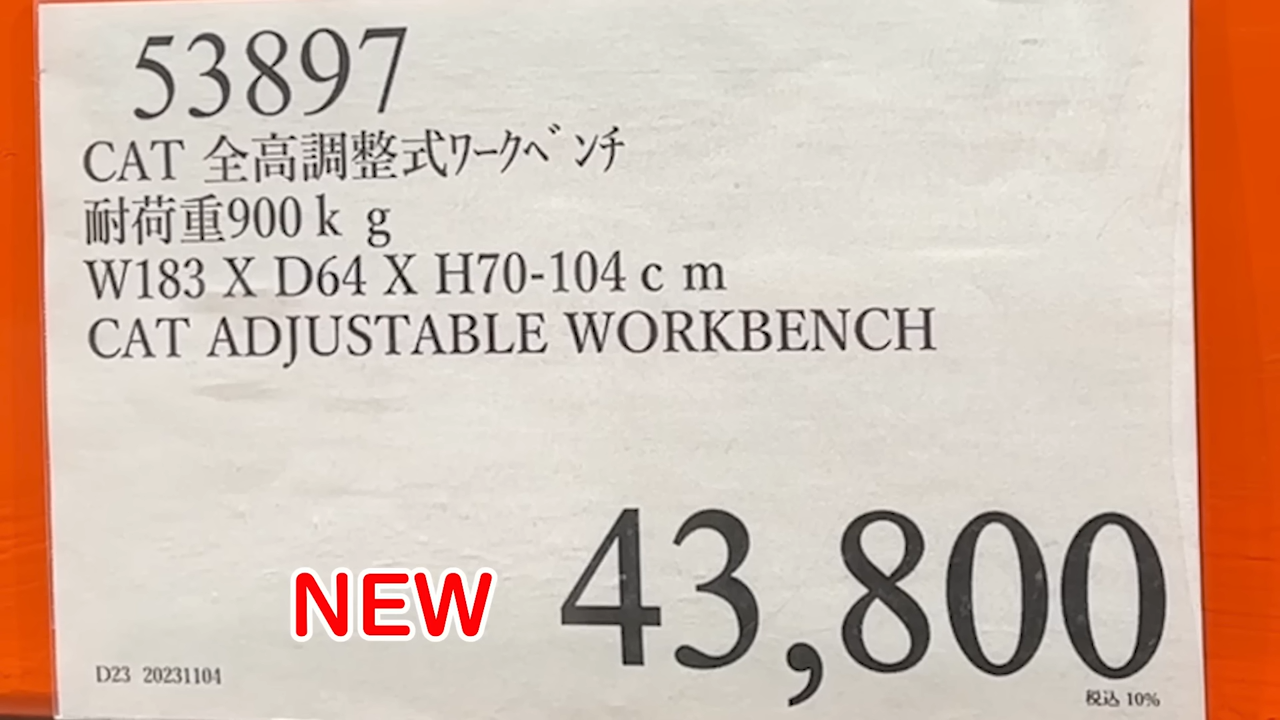 53897
CAT 全高調整式ﾜｰｸﾍﾞﾝﾁ
耐荷重900ｋｇ
W183 X D64 X H70-104ｃｍ
CAT ADJUSTABLE WORKBENCH
NEW
43,800
D23 20231104
税込 10%